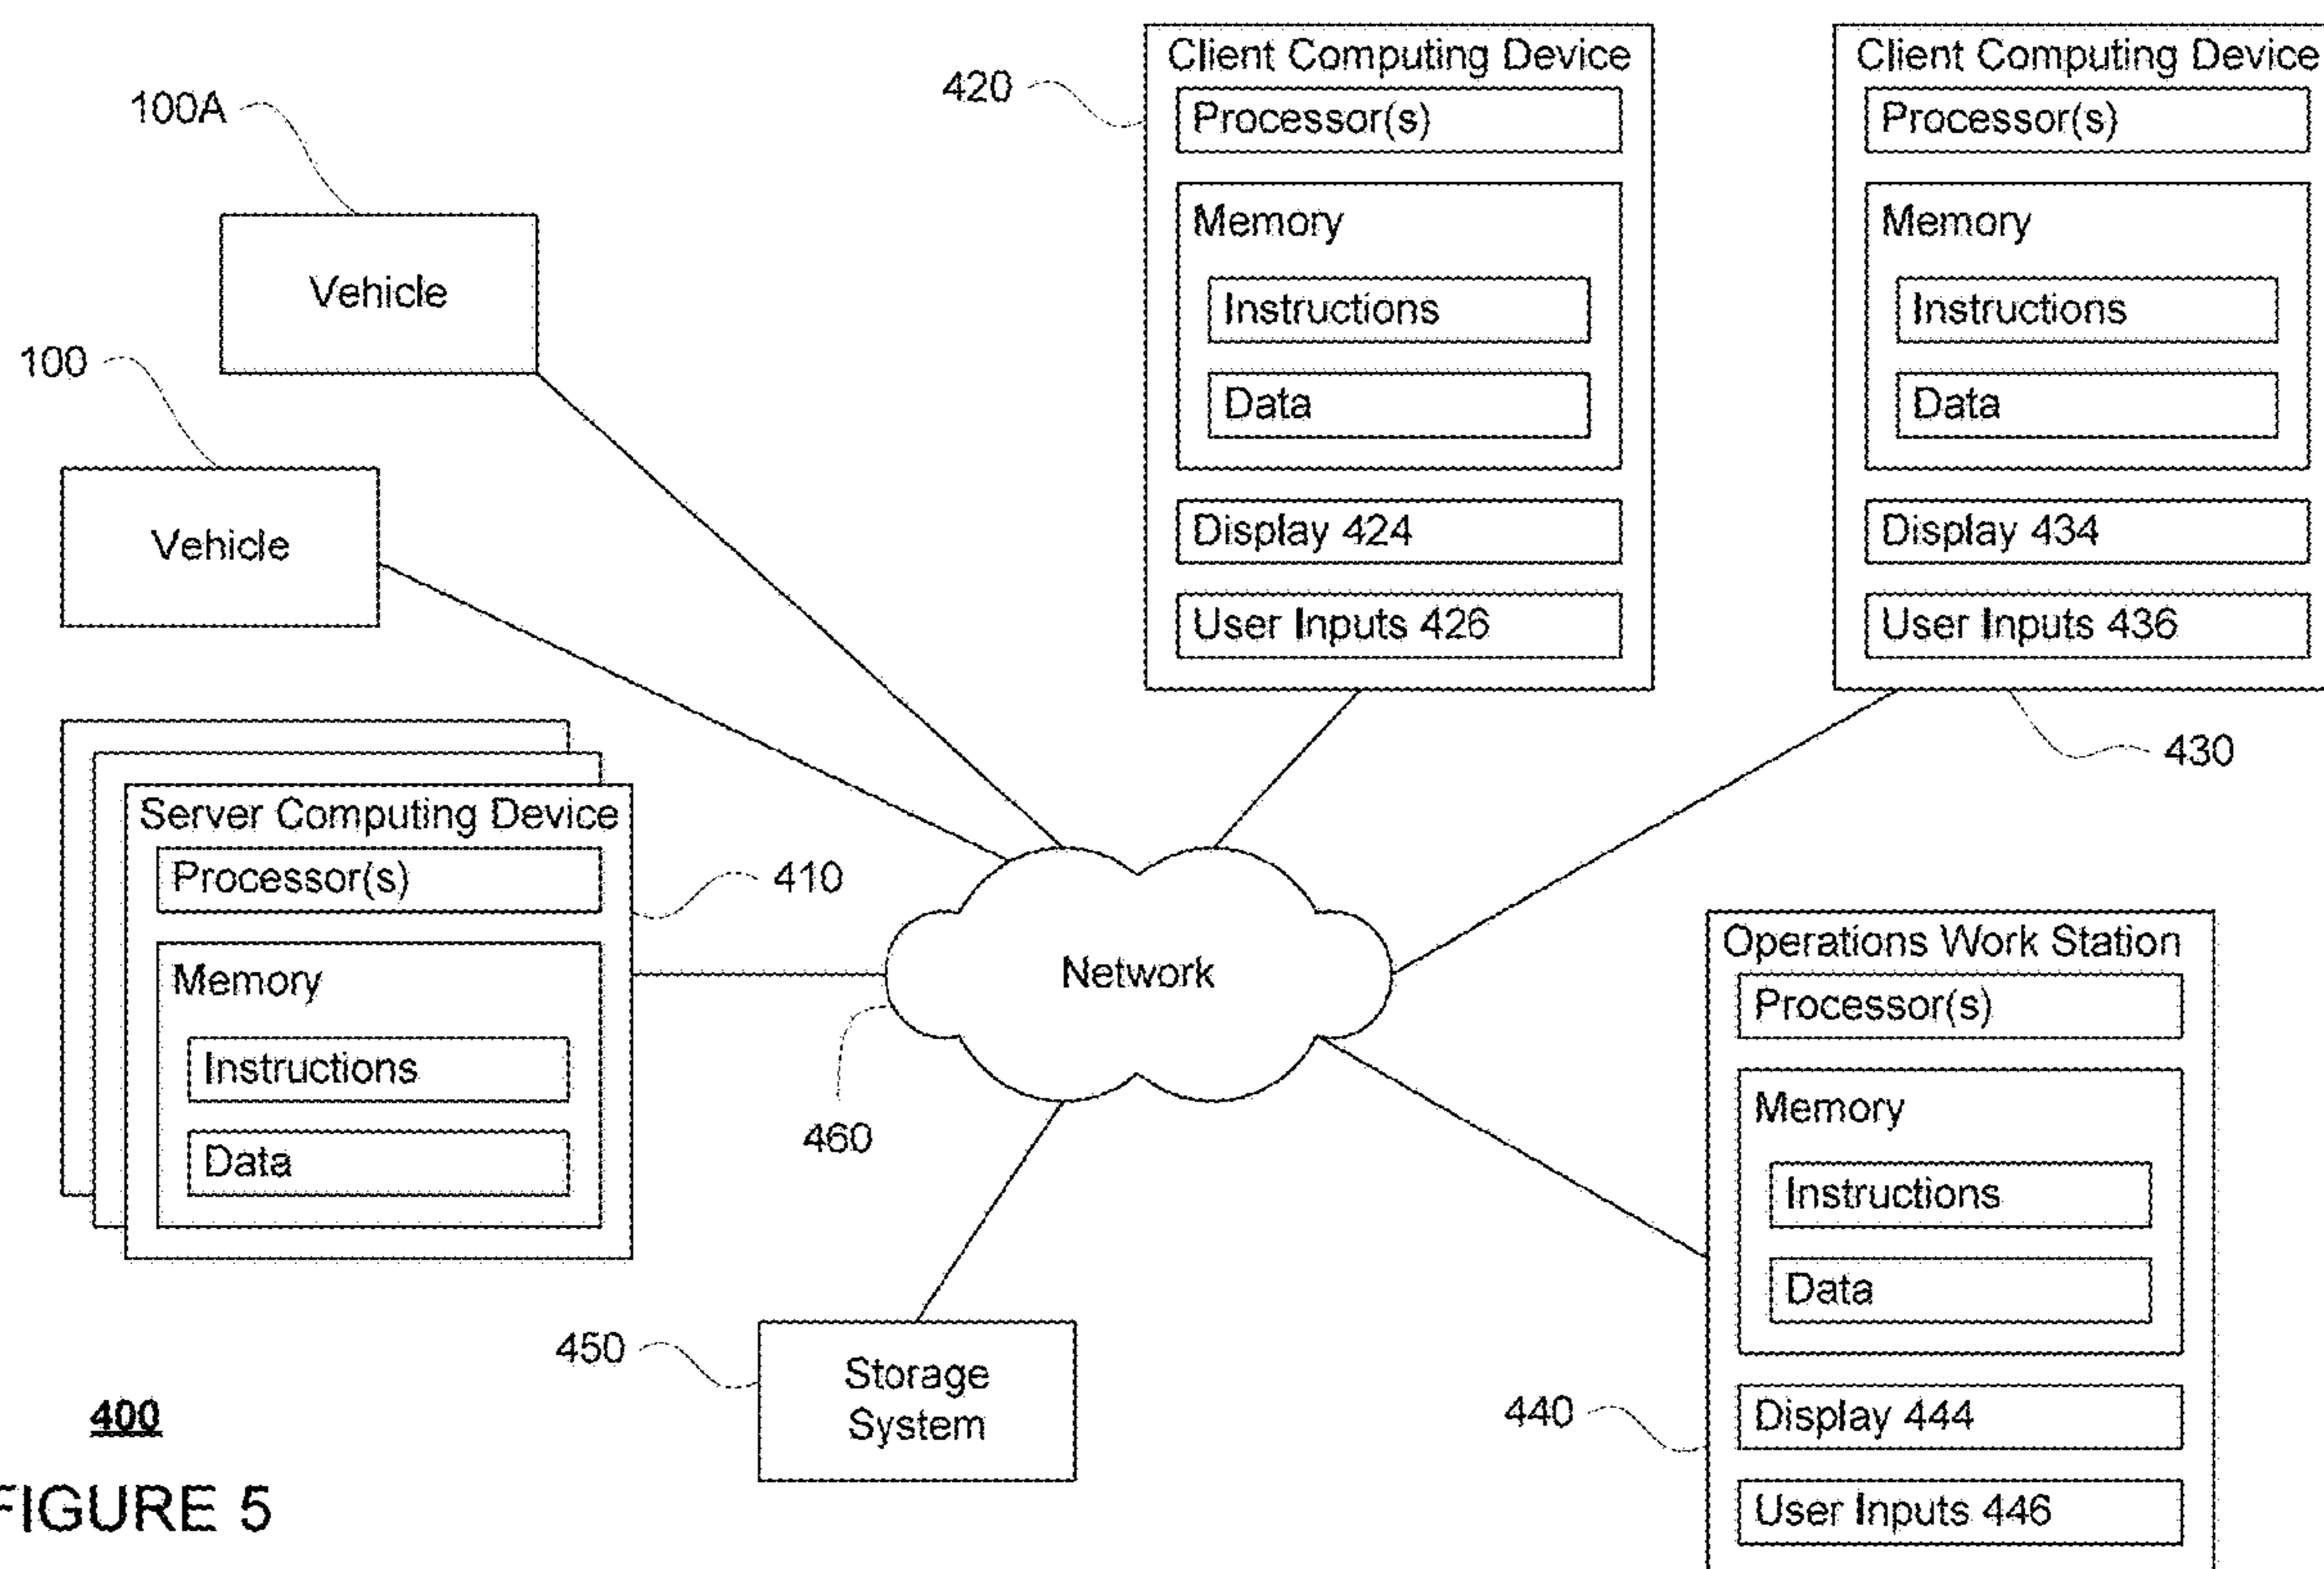 100A
Vehicle
100
Vehicle
420
Client Computing Device
Processor(s)
Memory
Instructions
Data
Display 424
User Inputs 426
Client Computing Device
Processor(s)
Memory
Instructions
Data
Display 434
User Inputs 436
430
Server Computing Device
Processor(s)
410
Memory
Instructions
Data
Network
460
Operations Work Station
Processor(s)
Memory
Instructions
Data
440
Display 444
User Inputs 446
450
Storage
System
400
FIGURE 5